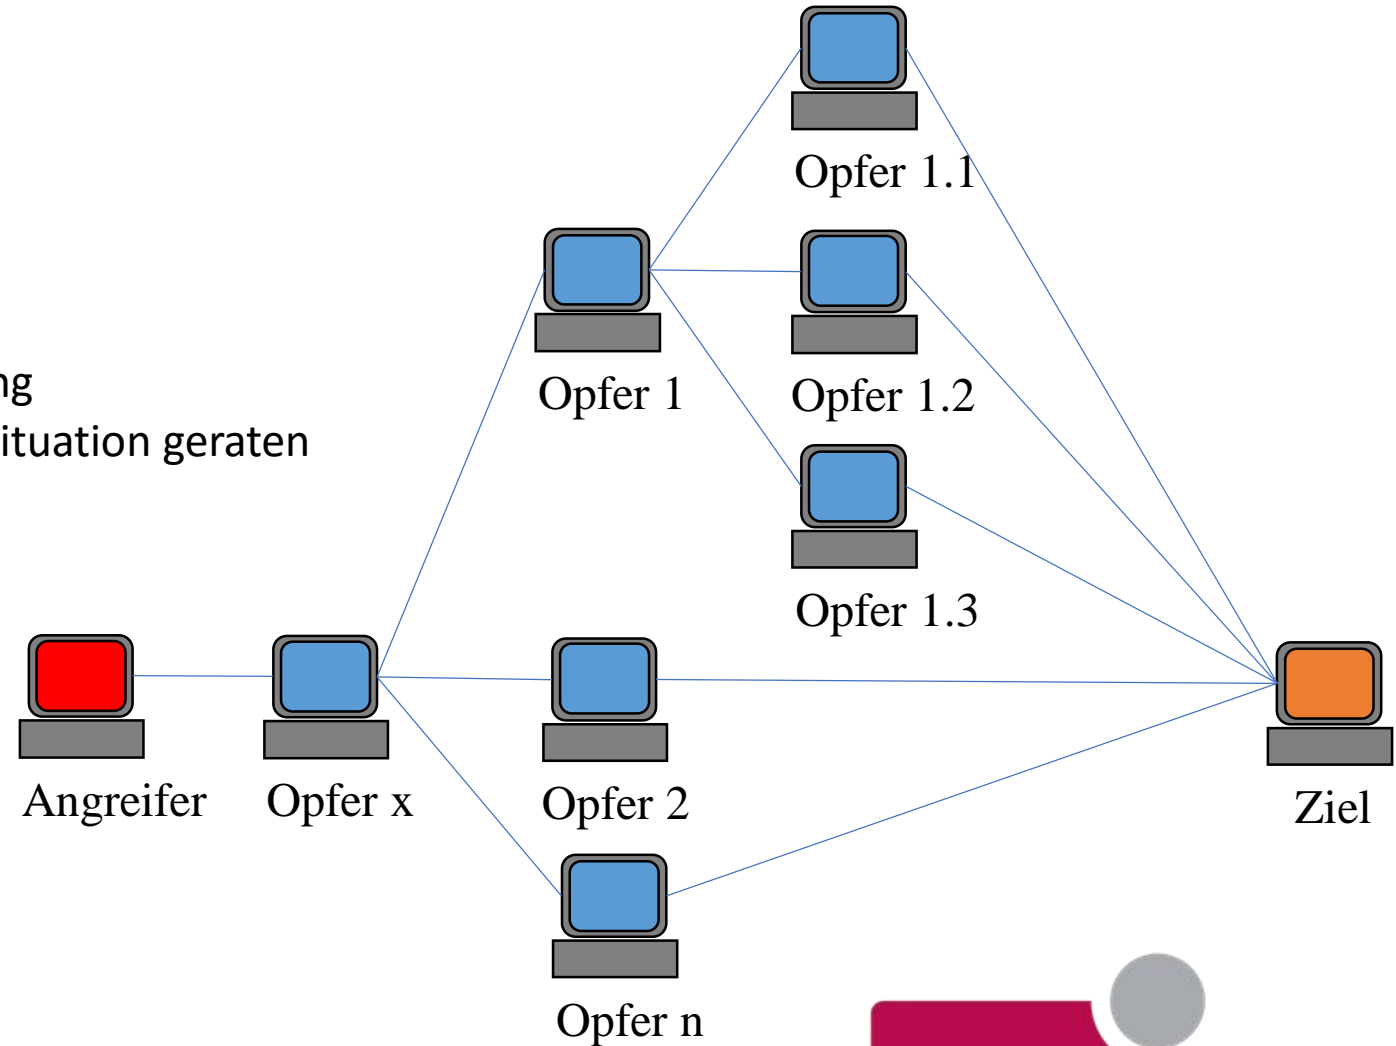 Opfer 1.1
Opfer 1
Opfer 1.2
ng
ituation geraten
Opfer 1.3
Angreifer
Opfer x
Opfer 2
Ziel
Opfer n